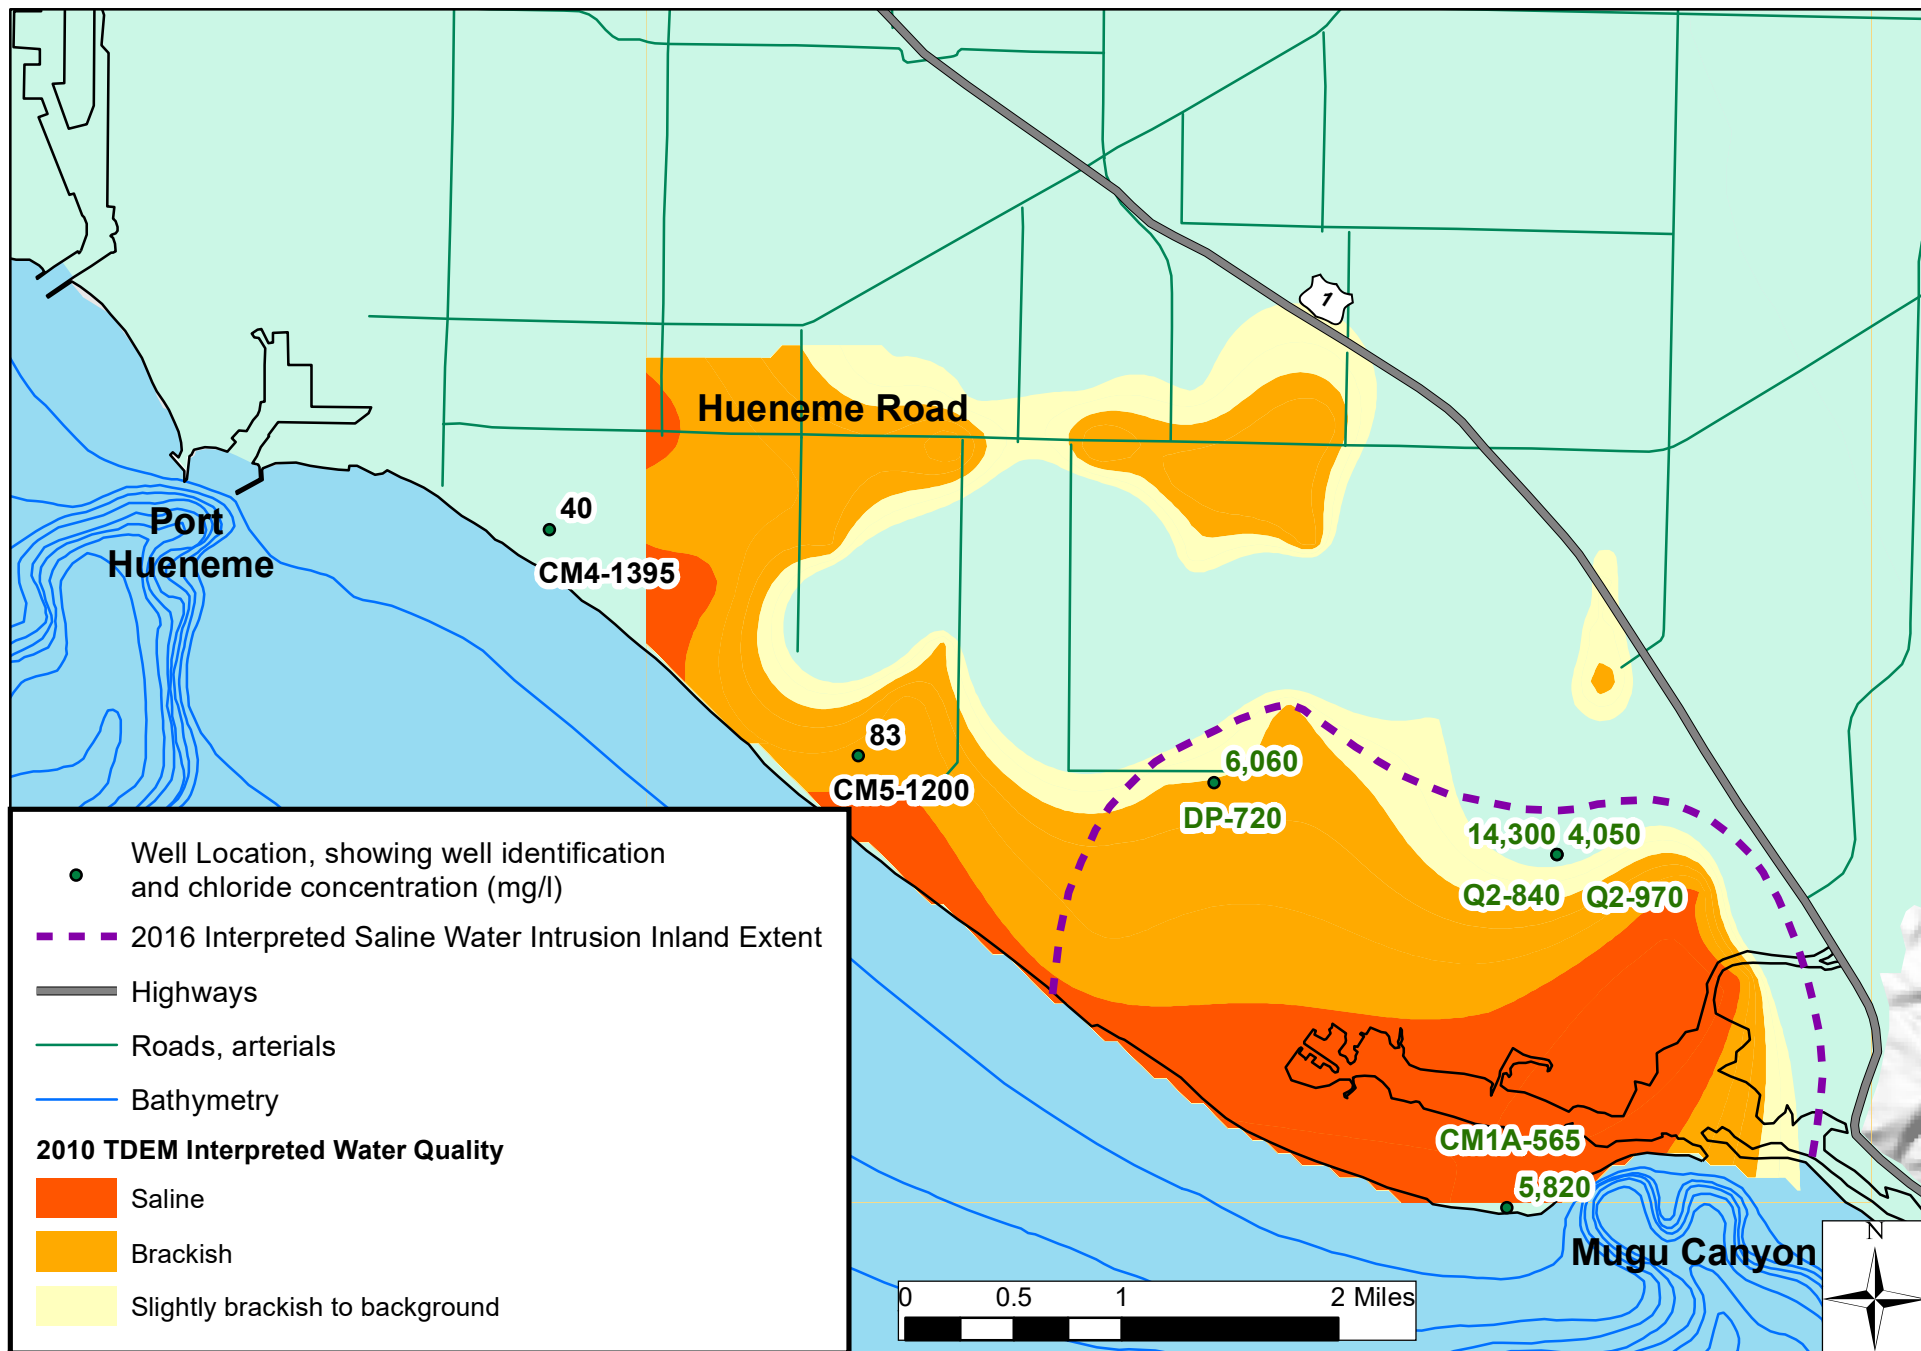 1
Hueneme Road
40
CM4-1395
Port
Hueneme
83
CM5-1200
6,060
DP-720
14,300 4,050
Q2-840 Q2-970
CM1A-565
5,820
Mugu Canyon
Well Location, showing well identification
and chloride concentration (mg/l)
2016 Interpreted Saline Water Intrusion Inland Extent
Highways
Roads, arterials
Bathymetry
2010 TDEM Interpreted Water Quality
Saline
Brackish
Slightly brackish to background
0 0.5 1 2 Miles
N